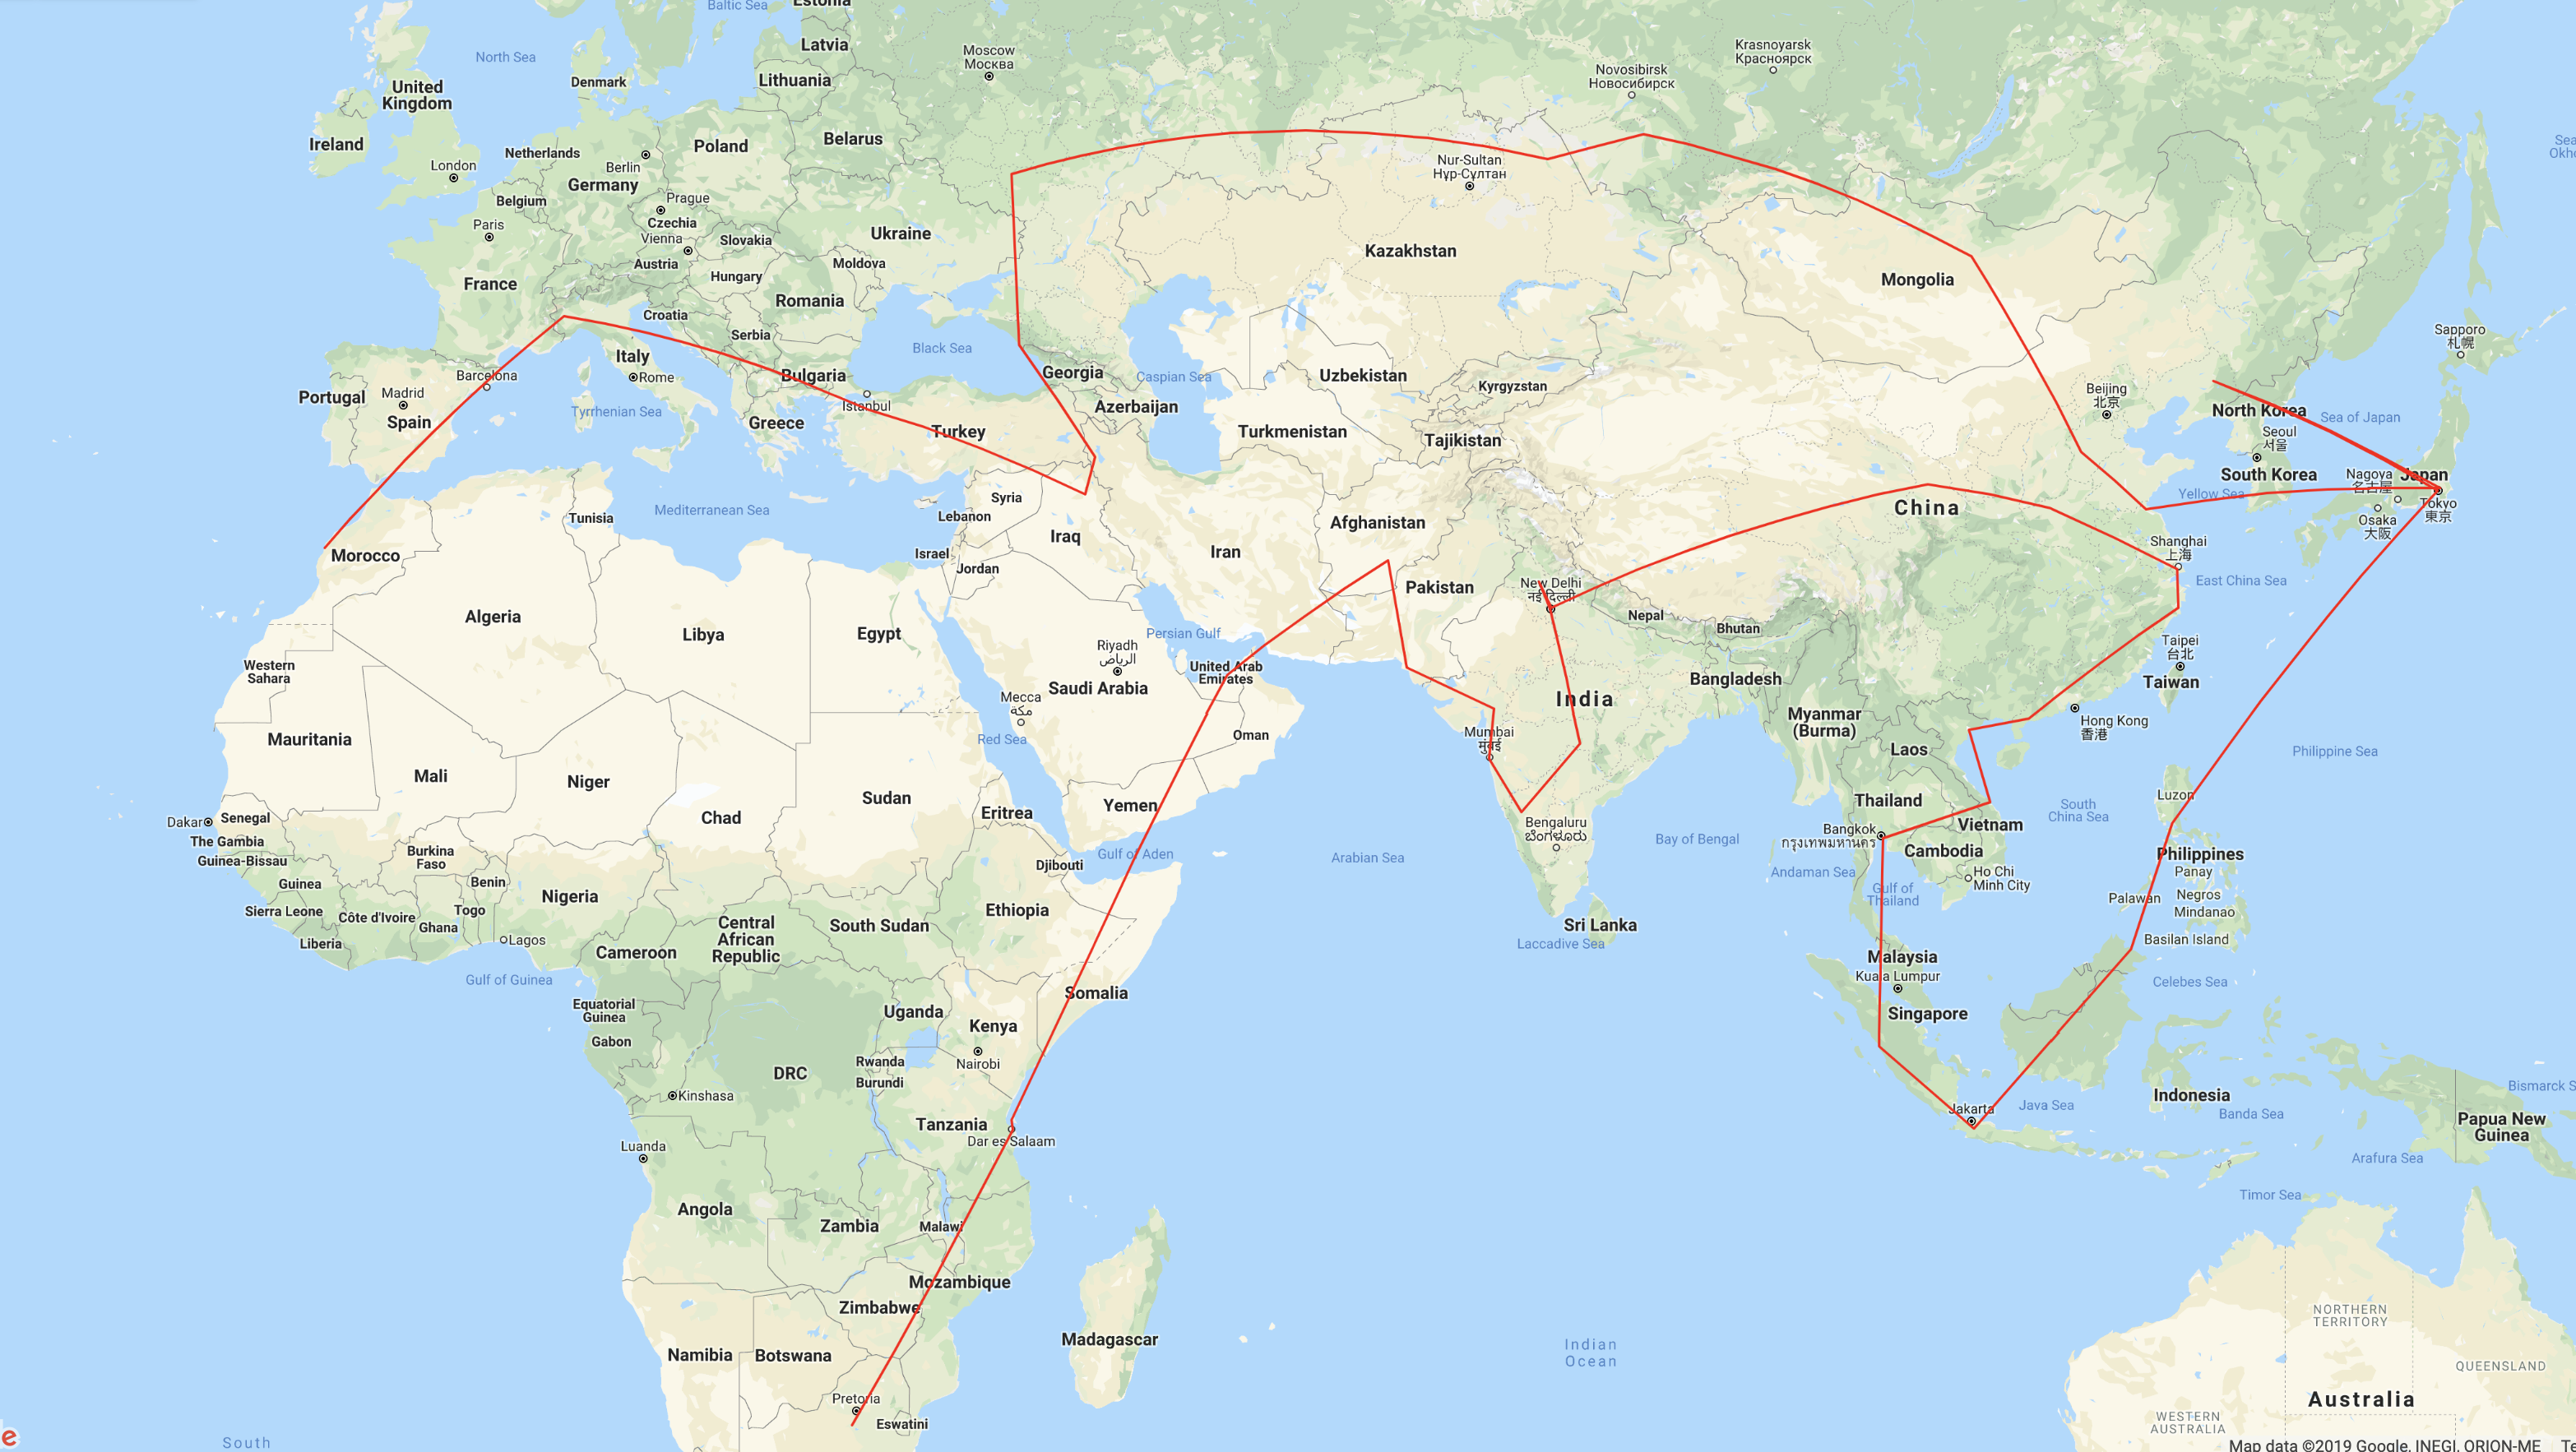 Baltic Sea
Estonia
North Sea
Latvia
Moscow
Москва
Krasnoyarsk
Красноярск
Novosibirsk
Новосибирск
United
Kingdom
Denmark
Lithuania
Ireland
Netherlands
Poland
Belarus
Berlin
London
Germany
Nur-Sultan
Нұр-Сұлтан
Belgium
Prague
Czechia
Paris
Vienna
Slovakia
Ukraine
Austria
Hungary
Moldova
Kazakhstan
France
Romania
Mongolia
Croatia
Serbia
Sapporo
札幌
Black Sea
Italy
Rome
Barcelona
Bulgaria
Georgia
Caspian Sea
Uzbekistan
Kyrgyzstan
Beijing
北京
Portugal
Madrid
Spain
Tyrrhenian Sea
Istanbul
Azerbaijan
North Korea
Sea of Japan
Greece
Turkey
Turkmenistan
Tajikistan
Seoul
서울
South Korea
Nagoya
名古屋
Japan
Syria
Yellow Sea
Tokyo
東京
Tunisia
Mediterranean Sea
Lebanon
Afghanistan
China
Osaka
大阪
Morocco
Israel
Iraq
Iran
Shanghai
上海
Jordan
Pakistan
New Delhi
नई दिल्ली
East China Sea
Algeria
Libya
Egypt
Persian Gulf
Nepal
Bhutan
Taipei
台北
Western
Sahara
Riyadh
الرياض
United Arab
Emirates
Saudi Arabia
Bangladesh
Taiwan
Mecca
مكة
India
Mauritania
Red Sea
Oman
Mumbai
मुंबई
Myanmar
(Burma)
Hong Kong
香港
Laos
Philippine Sea
Mali
Niger
Chad
Sudan
Eritrea
Yemen
Thailand
South
China Sea
Luzon
Dakar
Senegal
The Gambia
Guinea-Bissau
Burkina
Faso
Djibouti
Gulf of Aden
Arabian Sea
Bengaluru
ಬೆಂಗಳೂರು
Bay of Bengal
Bangkok
กรุงเทพมหานคร
Vietnam
Cambodia
Philippines
Panay
Guinea
Benin
Nigeria
Andaman Sea
Gulf of
Thailand
Ho Chi
Minh City
Palawan
Negros
Mindanao
Sierra Leone
Côte d'Ivoire
Togo
Ghana
Central
African
Republic
South Sudan
Ethiopia
Sri Lanka
Laccadive Sea
Liberia
Lagos
Cameroon
Basilan Island
Malaysia
Kuala Lumpur
Gulf of Guinea
Somalia
Celebes Sea
Equatorial
Guinea
Uganda
Kenya
Singapore
Gabon
Rwanda
Nairobi
Burundi
DRC
Kinshasa
Indonesia
Bismarck S
Tanzania
Dar es Salaam
Jakarta
Java Sea
Banda Sea
Papua New
Guinea
Luanda
Arafura Sea
Timor Sea
Angola
Zambia
Malawi
Mozambique
Zimbabwe
Madagascar
NORTHERN
TERRITORY
Namibia
Botswana
Indian
Ocean
QUEENSLAND
Pretoria
Eswatini
Australia
WESTERN
AUSTRALIA
South
Map data ©2019 Google, INEGI, ORION-ME